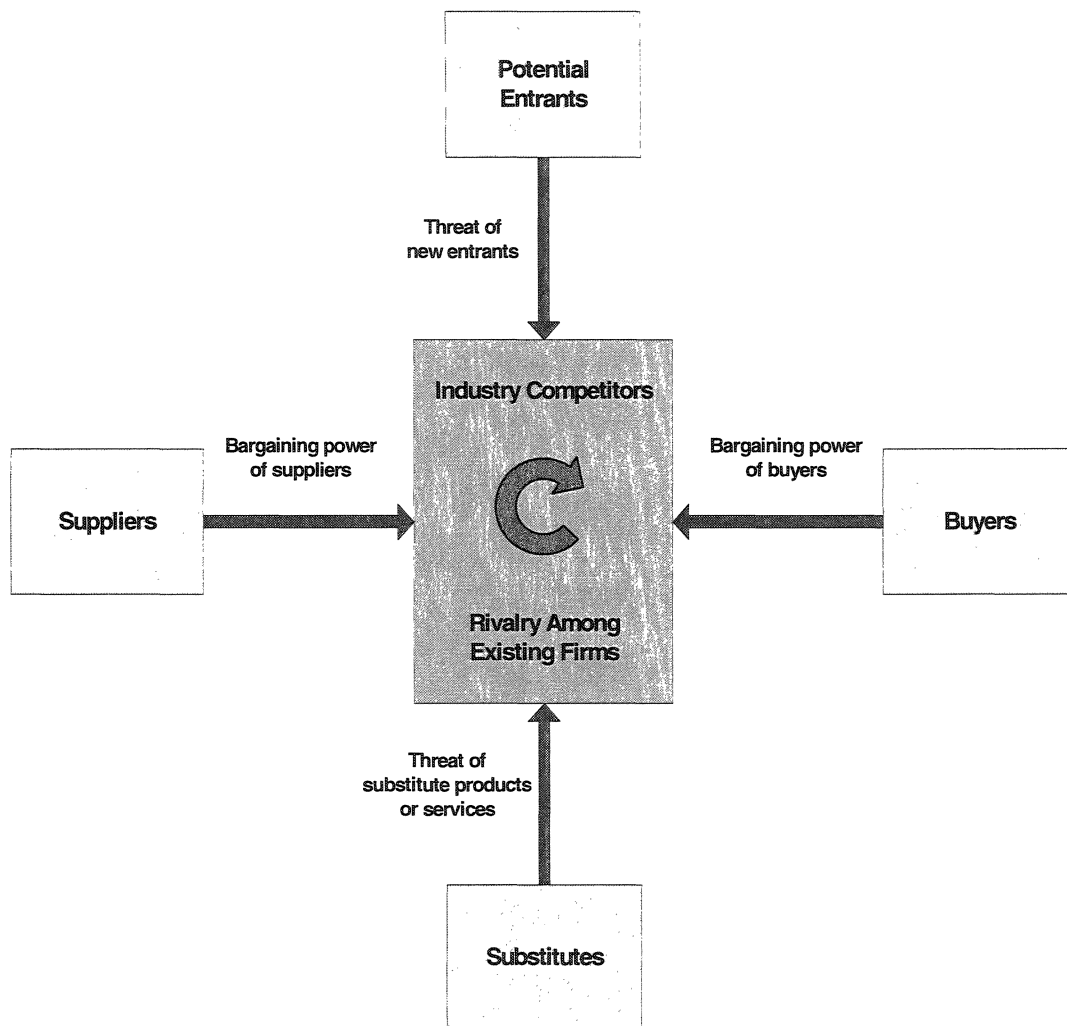 Potential
Entrants
Threat of
new entrants
Industry Competitors
Bargaining power
of suppliers
Bargaining power
of buyers
Suppliers
Buyers
Rivalry Among
Existing Firms
Threat of
substitute products
or services
Substitutes